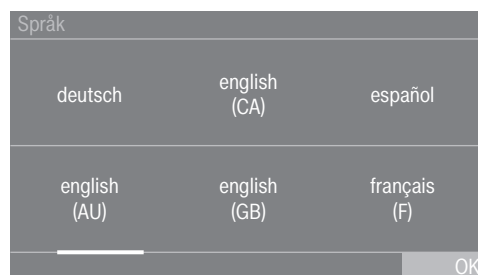 Språk
deutsch
english
(CA)
español
english
(AU)
english
(GB)
français
(F)
OK